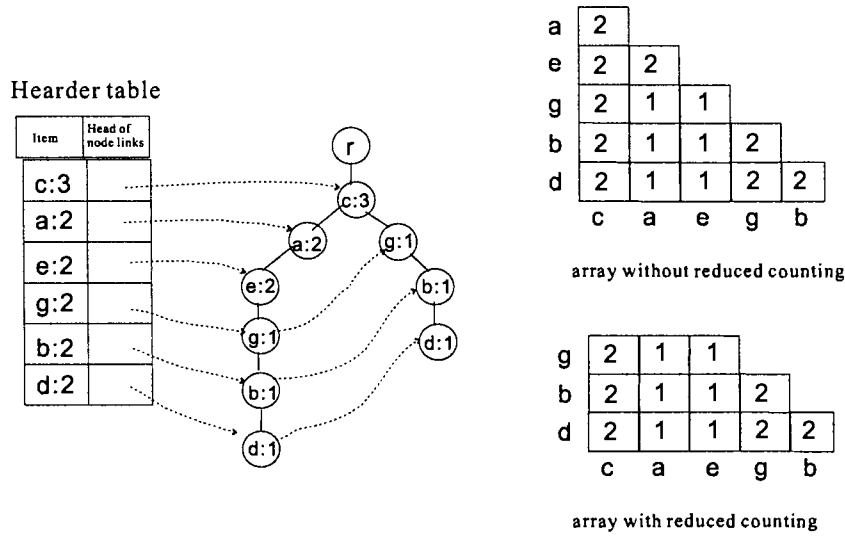 Hearder table
Item Head of node links
c:3
a:2
e:2
g:2
b:2
d:2
r
c:3
a:2 g:1
e:2 b:1
g:1 d:1
b:1
d:1
a 2
e 2 2
g 2 1 1
b 2 1 1 2
d 2 1 1 2 2
c a e g b
array without reduced counting
g 2 1 1
b 2 1 1 2
d 2 1 1 2 2
c a e g b
array with reduced counting